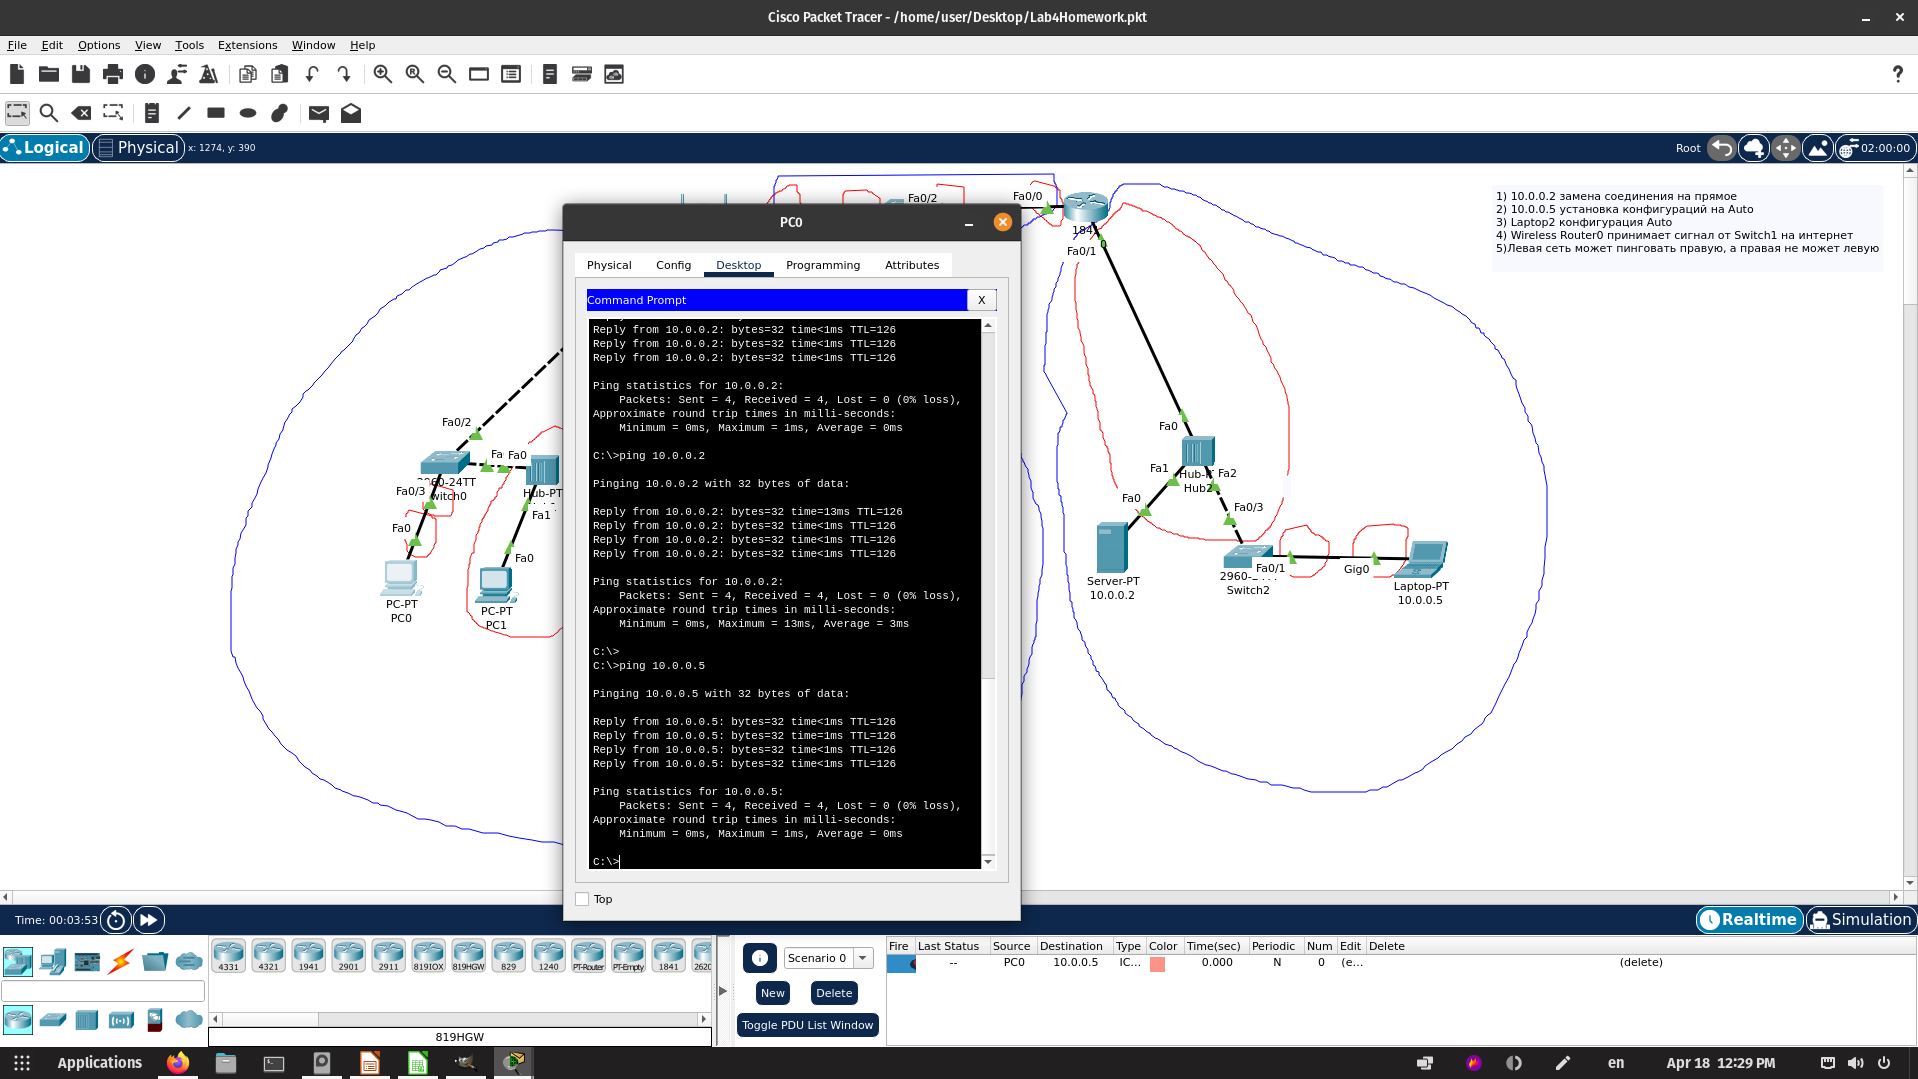 Cisco Packet Tracer - /home/user/Desktop/Lab4Homework.pkt
File Edit Options View Tools Extensions Window Help
Logical Physical x: 1274, y: 390
Root 02:00:00
1) 10.0.0.2 замена соединения на прямое
2) 10.0.0.5 установка конфигураций на Auto
3) Laptop2 конфигурация Auto
4) Wireless Router0 принимает сигнал от Switch1 на интернет
5)Левая сеть может пинговать правую, а правая не может левую
Fa0/2
Fa0/0
184
Fa0/1
Fa0/2
Fa Fa0
2960-24TT
witch0
Fa0/3
Hub-PT
Fa1
Fa0
Fa0
PC-PT
PC0
PC-PT
PC1
Fa0
Fa1
Hub-P
Hub2
Fa2
Fa0
Fa0/3
Server-PT
10.0.0.2
Fa0/1
Switch2
Gig0
Laptop-PT
10.0.0.5
PC0
Physical Config Desktop Programming Attributes
Command Prompt X
Reply from 10.0.0.2: bytes=32 time<1ms TTL=126
Reply from 10.0.0.2: bytes=32 time<1ms TTL=126
Reply from 10.0.0.2: bytes=32 time<1ms TTL=126
Ping statistics for 10.0.0.2:
Packets: Sent = 4, Received = 4, Lost = 0 (0% loss),
Approximate round trip times in milli-seconds:
Minimum = 0ms, Maximum = 1ms, Average = 0ms
C:\>ping 10.0.0.2
Pinging 10.0.0.2 with 32 bytes of data:
Reply from 10.0.0.2: bytes=32 time=13ms TTL=126
Reply from 10.0.0.2: bytes=32 time<1ms TTL=126
Reply from 10.0.0.2: bytes=32 time<1ms TTL=126
Reply from 10.0.0.2: bytes=32 time<1ms TTL=126
Ping statistics for 10.0.0.2:
Packets: Sent = 4, Received = 4, Lost = 0 (0% loss),
Approximate round trip times in milli-seconds:
Minimum = 0ms, Maximum = 13ms, Average = 3ms
C:\>
C:\>ping 10.0.0.5
Pinging 10.0.0.5 with 32 bytes of data:
Reply from 10.0.0.5: bytes=32 time<1ms TTL=126
Reply from 10.0.0.5: bytes=32 time=1ms TTL=126
Reply from 10.0.0.5: bytes=32 time<1ms TTL=126
Reply from 10.0.0.5: bytes=32 time<1ms TTL=126
Ping statistics for 10.0.0.5:
Packets: Sent = 4, Received = 4, Lost = 0 (0% loss),
Approximate round trip times in milli-seconds:
Minimum = 0ms, Maximum = 1ms, Average = 0ms
C:\>
Top
Time: 00:03:53
Realtime Simulation
4331 4321 1941 2901 2911 819IOX 819HGW 829 1240 PT-Router PT-Empty 1841 2620
819HGW
Scenario 0
New Delete
Toggle PDU List Window
Fire Last Status Source Destination Type Color Time(sec) Periodic Num Edit Delete
-- PC0 10.0.0.5 IC... 0.000 N 0 (e... (delete)
Applications
en Apr 18 12:29 PM